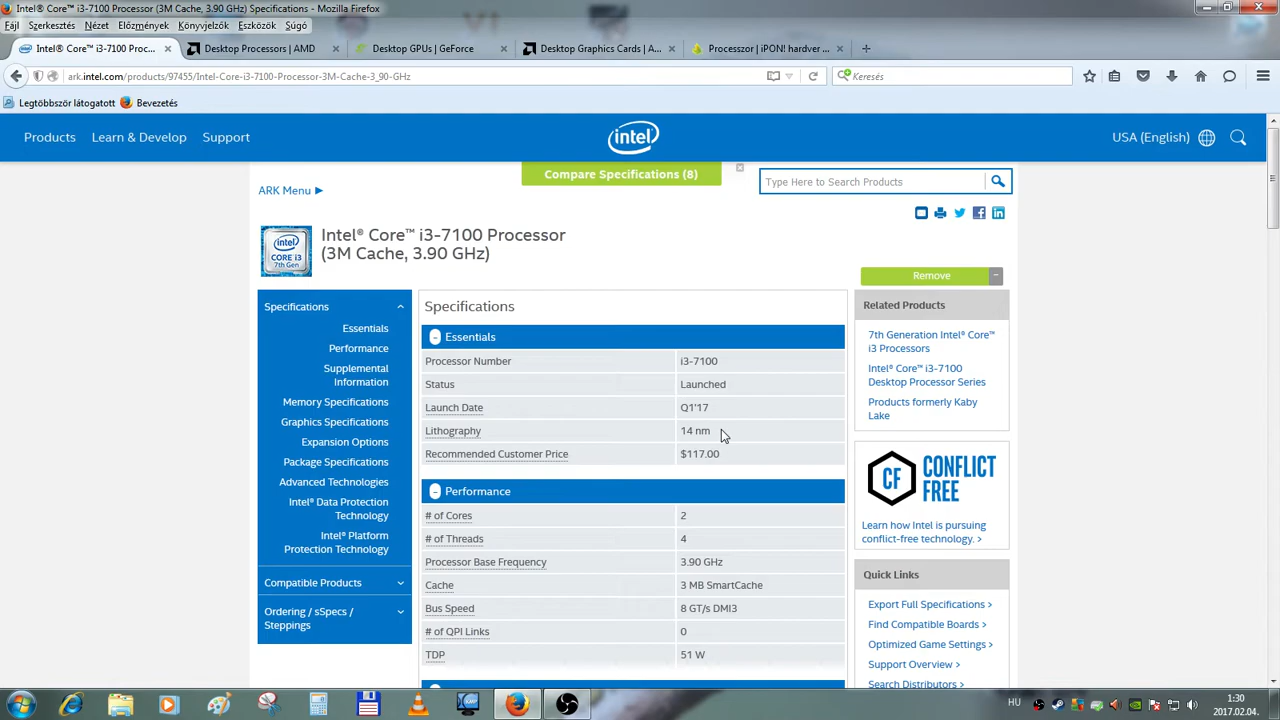 Intel® Core™ i3-7100 Processor (3M Cache, 3.90 GHz) Specifications - Mozilla Firefox
Fájl Szerkesztés Nézet Előzmények Könyvjelzők Eszközök Súgó
Intel® Core™ i3-7100 Proc... Desktop Processors | AMD Desktop GPUs | GeForce Desktop Graphics Cards | A... Processzor | iPON! hardver ...
ark.intel.com/products/97455/Intel-Core-i3-7100-Processor-3M-Cache-3_90-GHz Keresés
Legtöbbször látogatott Bevezetés
Products Learn & Develop Support intel USA (English)
Compare Specifications (8)
Type Here to Search Products
ARK Menu ▶
Intel® Core™ i3-7100 Processor
(3M Cache, 3.90 GHz)
intel
CORE i3
7th Gen
Remove
Specifications
Essentials
Performance
Supplemental
Information
Memory Specifications
Graphics Specifications
Expansion Options
Package Specifications
Advanced Technologies
Intel® Data Protection
Technology
Intel® Platform
Protection Technology
Compatible Products
Ordering / sSpecs /
Steppings
Specifications
Essentials
Processor Number i3-7100
Status Launched
Launch Date Q1'17
Lithography 14 nm
Recommended Customer Price $117.00
Performance
# of Cores 2
# of Threads 4
Processor Base Frequency 3.90 GHz
Cache 3 MB SmartCache
Bus Speed 8 GT/s DMI3
# of QPI Links 0
TDP 51 W
Related Products
7th Generation Intel® Core™
i3 Processors
Intel® Core™ i3-7100
Desktop Processor Series
Products formerly Kaby
Lake
CF CONFLICT
FREE
Learn how Intel is pursuing
conflict-free technology. >
Quick Links
Export Full Specifications >
Find Compatible Boards >
Optimized Game Settings >
Support Overview >
Search Distributors >
HU 1:30
2017.02.04.